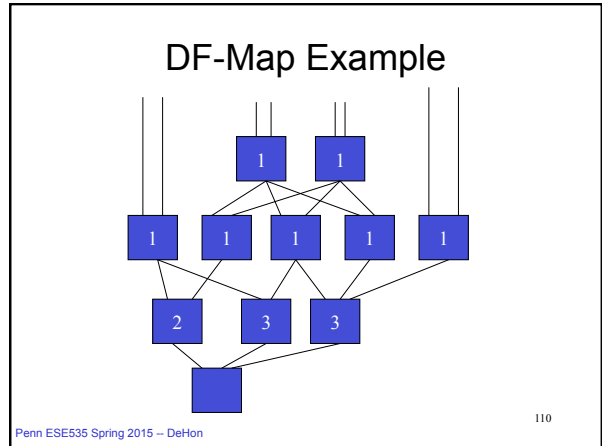 DF-Map Example
1 1
1 1 1 1 1
2 3 3
Penn ESE535 Spring 2015 -- DeHon
110